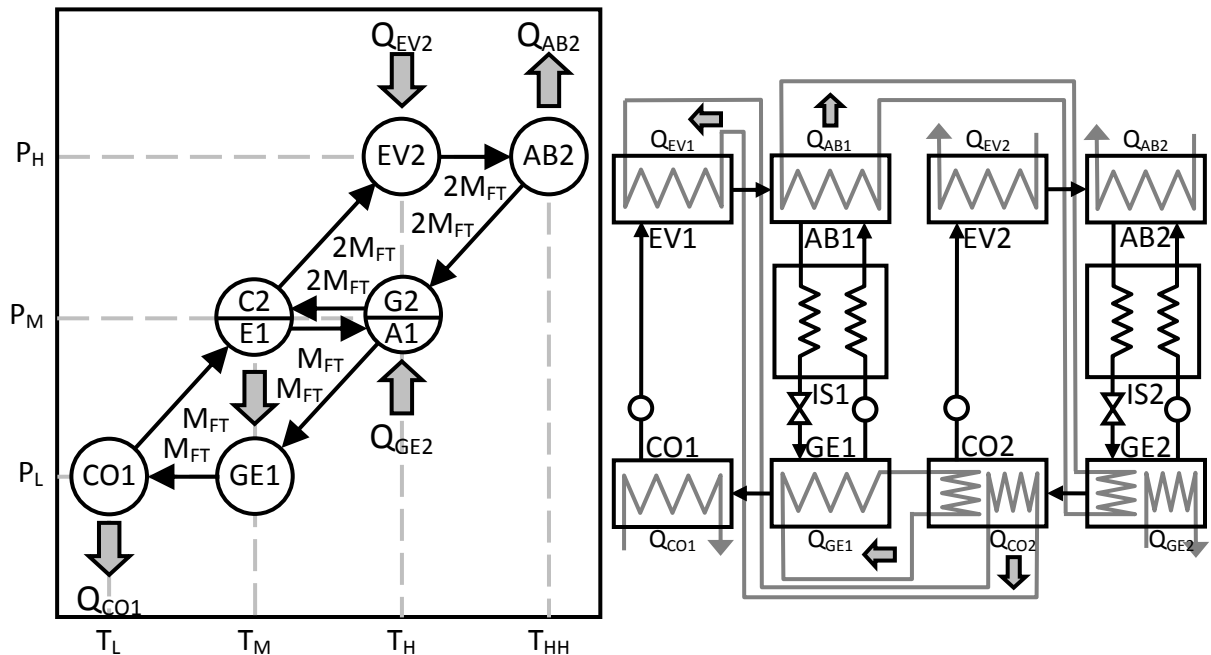 Q_EV2 Q_AB2
P_H EV2 AB2
2M_FT
2M_FT
2M_FT
2M_FT
P_M C2 G2
E1 A1
M_FT
M_FT
M_FT
M_FT
Q_GE2
P_L CO1 GE1
Q_CO1
T_L T_M T_H T_HH
Q_EV1 Q_AB1 Q_EV2 Q_AB2
EV1 AB1 EV2 AB2
IS1 IS2
CO1 GE1 CO2 GE2
Q_CO1 Q_GE1 Q_CO2 Q_GE2